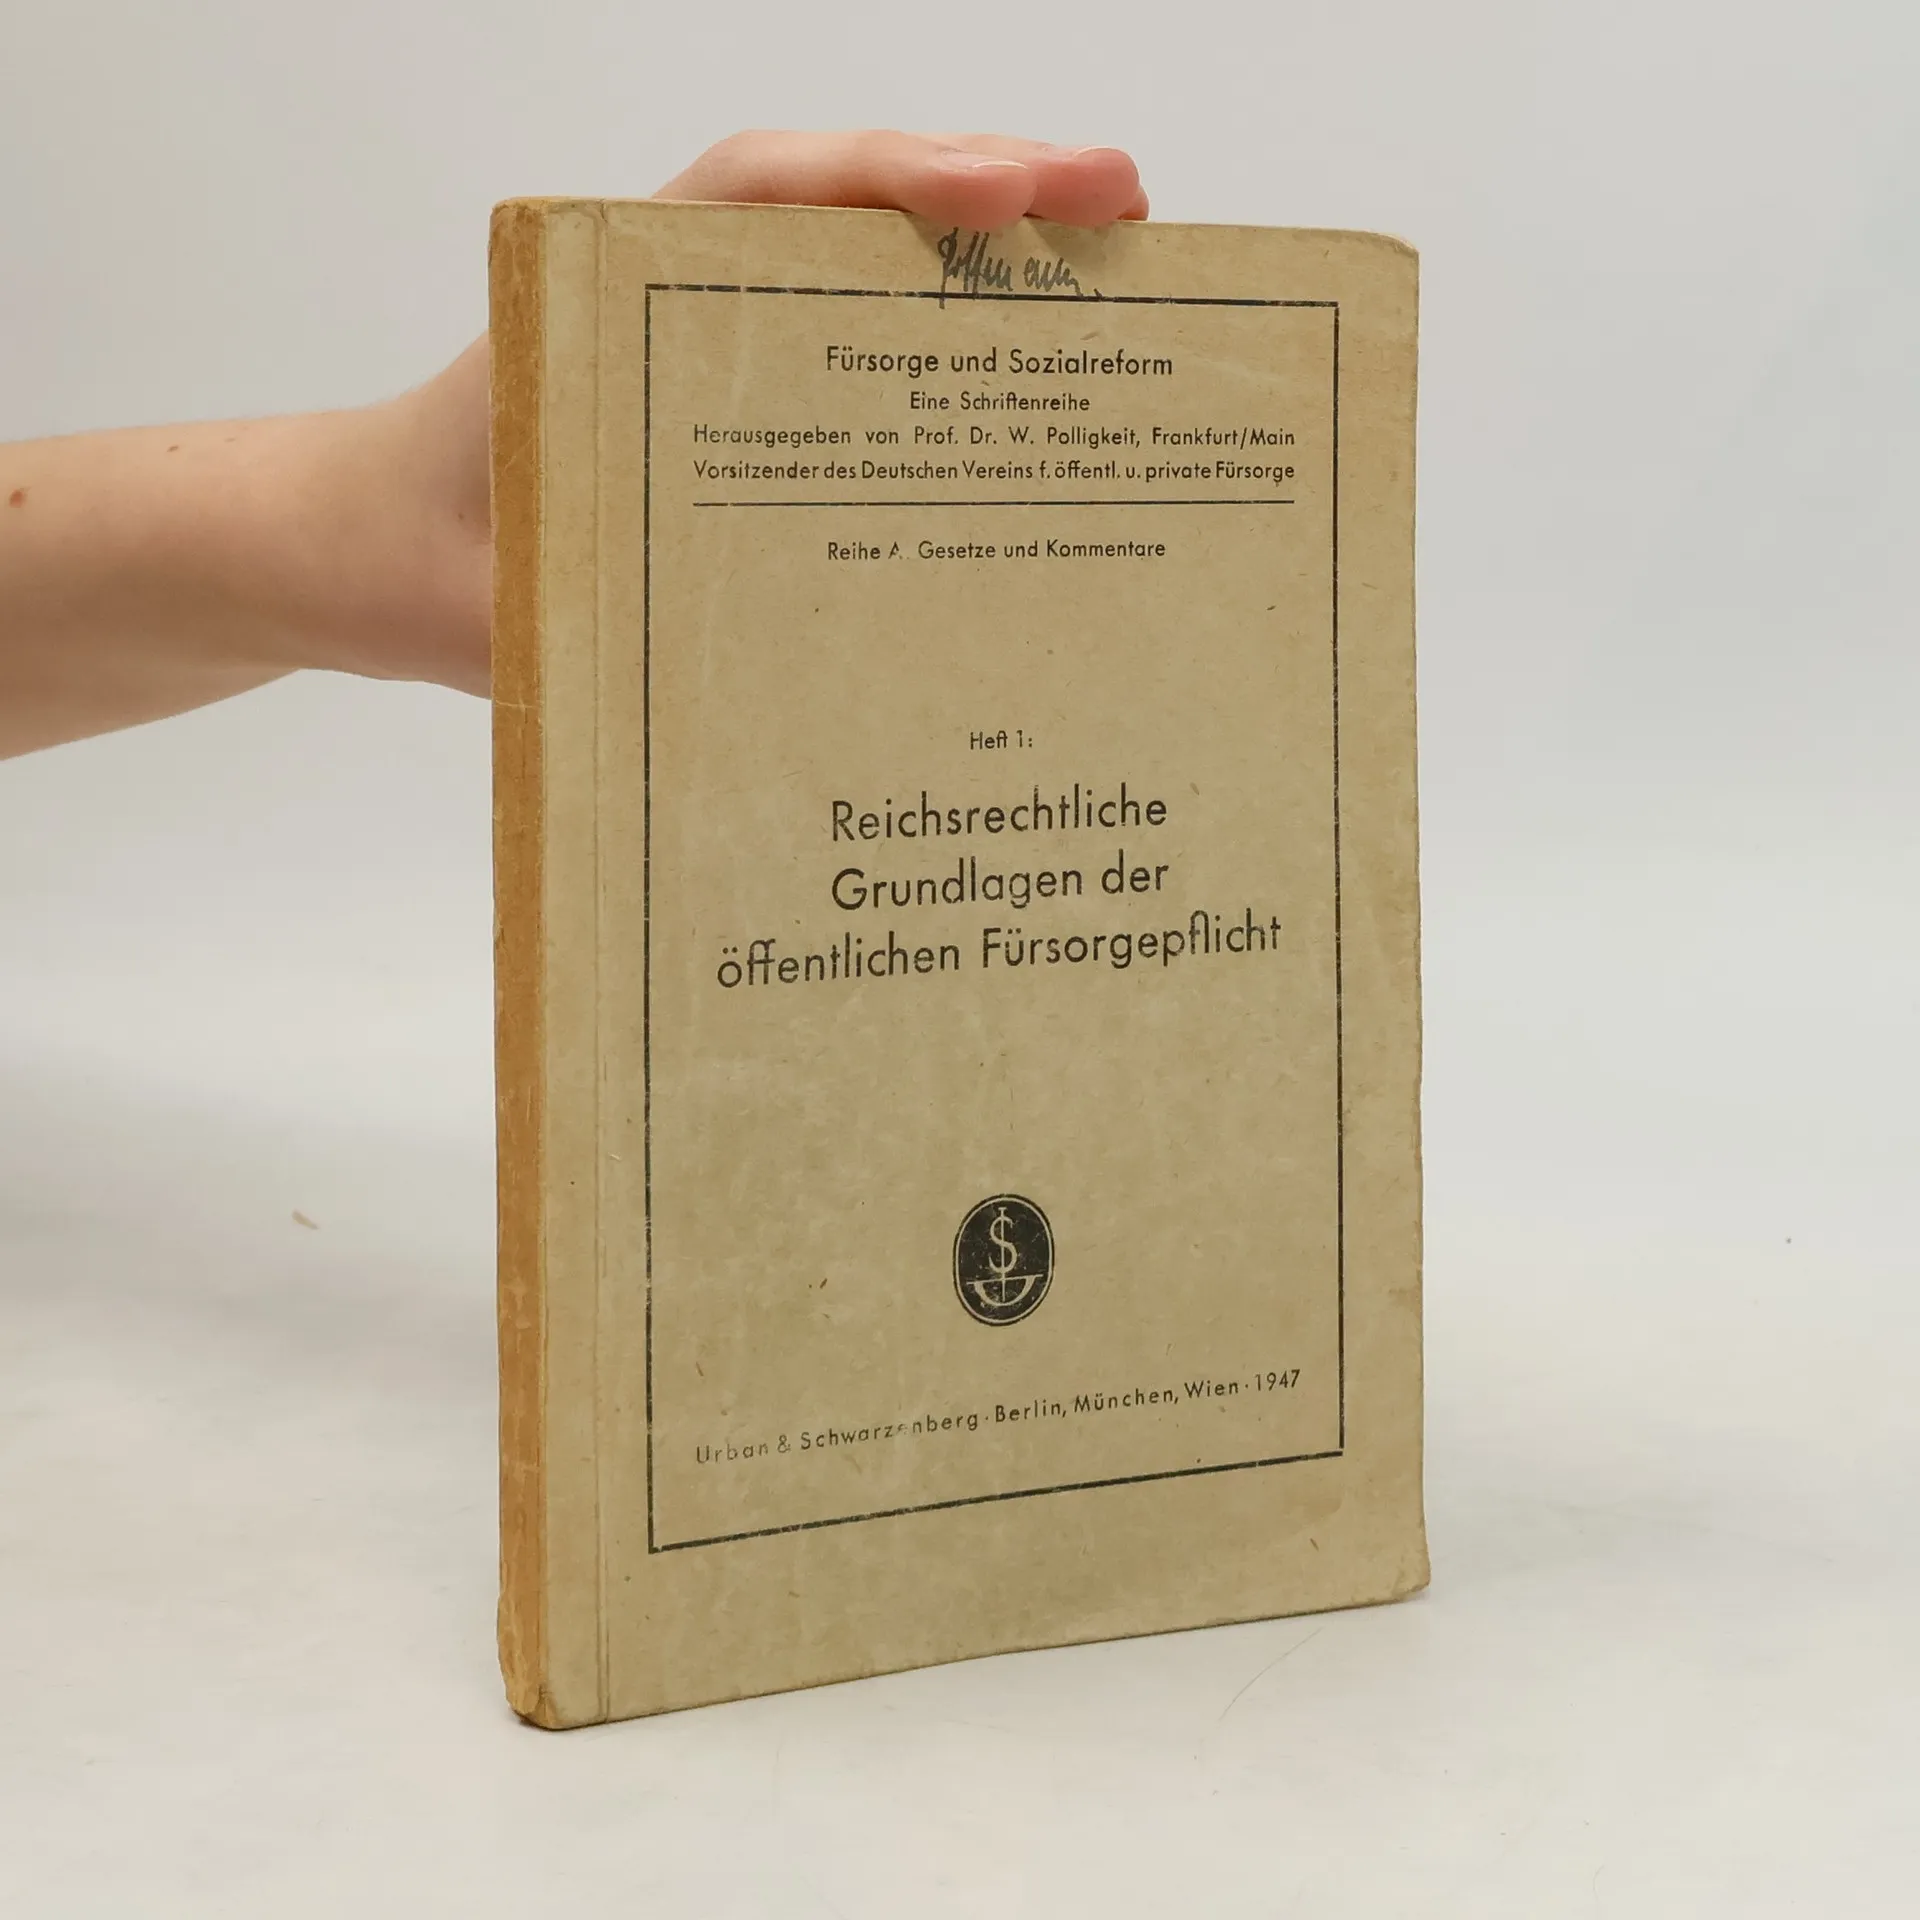 Fürsorge und Sozialreform
Eine Schriftenreihe
Herausgegeben von Prof. Dr. W. Polligkeit, Frankfurt/Main
Vorsitzender des Deutschen Vereins f. öffentl. u. private Fürsorge
Reihe A. Gesetze und Kommentare
Heft 1:
Reichsrechtliche
Grundlagen der
öffentlichen Fürsorgepflicht
Urban & Schwarzenberg · Berlin, München, Wien · 1947